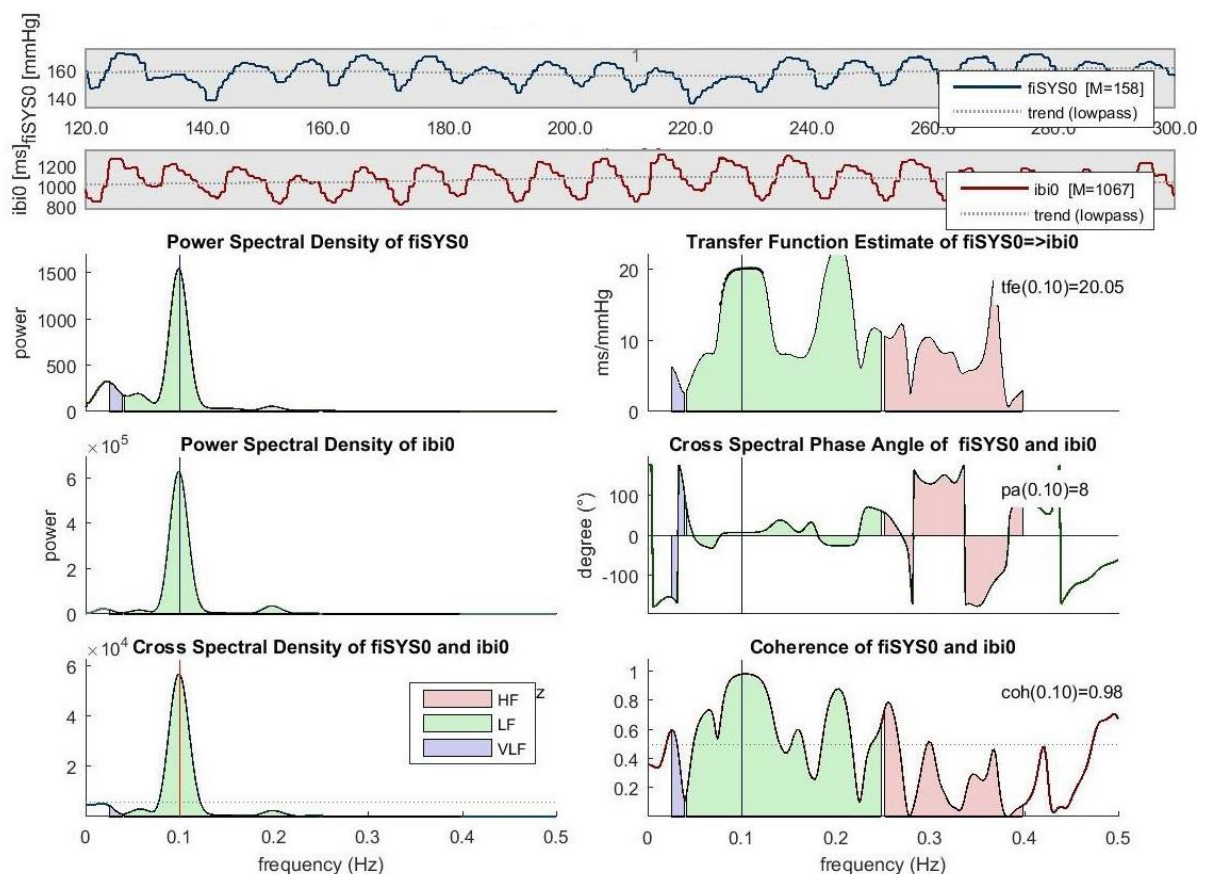 fiSYS0 [mmHg]
160
140
1
fiSYS0 [M=158]
trend (lowpass)
120.0 140.0 160.0 180.0 200.0 220.0 240.0 260.0 280.0 300.0
ibi0 [ms]
1200
1000
800
ibi0 [M=1067]
trend (lowpass)
Power Spectral Density of fiSYS0
power
1500
1000
500
0
Transfer Function Estimate of fiSYS0=>ibi0
ms/mmHg
20
10
0
tfe(0.10)=20.05
Power Spectral Density of ibi0
×10⁵
power
6
4
2
0
Cross Spectral Phase Angle of fiSYS0 and ibi0
degree (°)
100
0
-100
pa(0.10)=8
Cross Spectral Density of fiSYS0 and ibi0
×10⁴
6
4
2
z
HF
LF
VLF
0 0.1 0.2 0.3 0.4 0.5
frequency (Hz)
Coherence of fiSYS0 and ibi0
1
0.8
0.6
0.4
0.2
coh(0.10)=0.98
0 0.1 0.2 0.3 0.4 0.5
frequency (Hz)